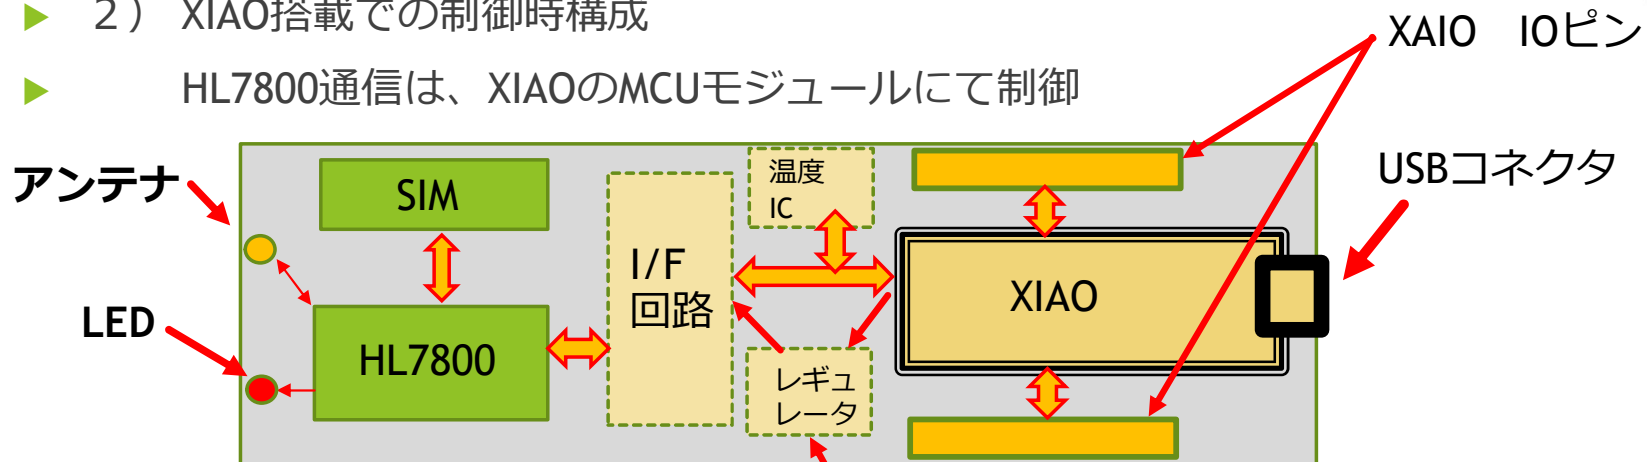 ２） XIAO搭載での制御時構成
XAIO　IOピン
HL7800通信は、XIAOのMCUモジュールにて制御
アンテナ
SIM
温度
IC
USBコネクタ
I/F
回路
XIAO
LED
HL7800
レギュ
レータ